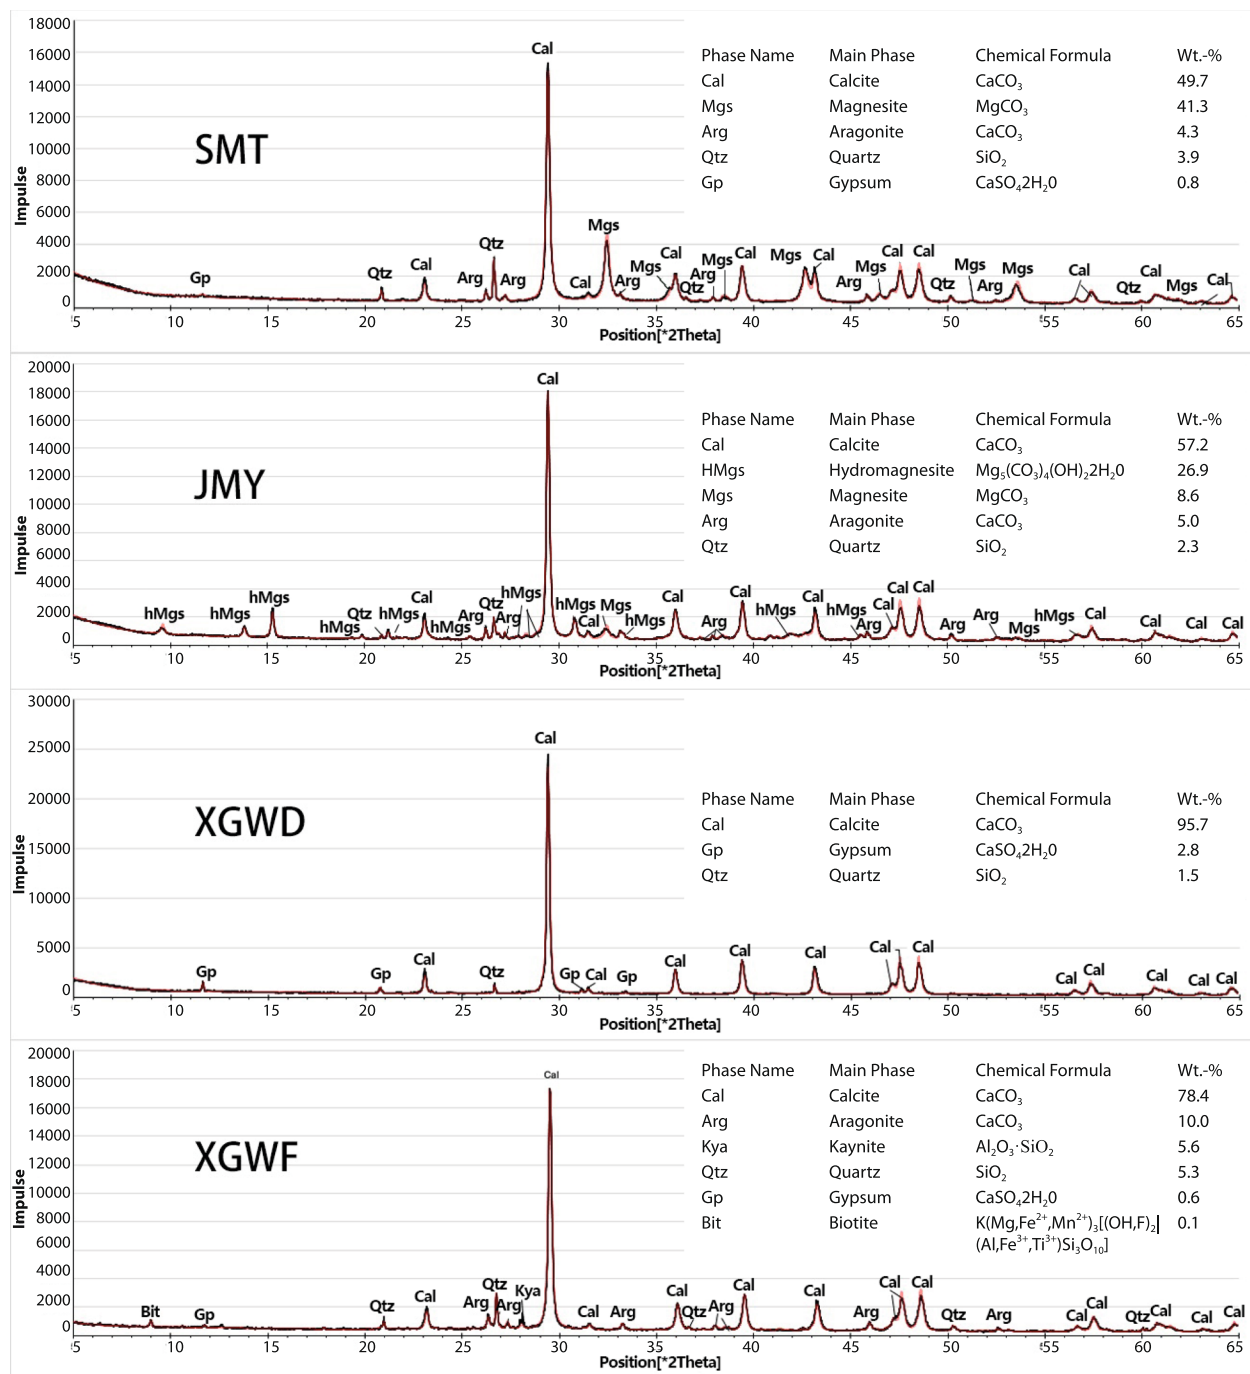 18000
16000
14000
12000
10000
8000
6000
4000
2000
0
Impulse
SMT
Phase Name Main Phase Chemical Formula Wt.-%
Cal Calcite CaCO3 49.7
Mgs Magnesite MgCO3 41.3
Arg Aragonite CaCO3 4.3
Qtz Quartz SiO2 3.9
Gp Gypsum CaSO42H20 0.8
Gp Qtz Cal Arg Qtz Arg Cal Cal Mgs Arg Mgs Cal Qtz Arg Mgs Cal Mgs Cal Arg Mgs Cal Cal Qtz Mgs Arg Mgs Cal Qtz Cal Mgs Cal
5 10 15 20 25 30 35 40 45 50 55 60 65
Position[*2Theta]
20000
18000
16000
14000
12000
10000
8000
6000
4000
2000
0
Impulse
JMY
Phase Name Main Phase Chemical Formula Wt.-%
Cal Calcite CaCO3 57.2
HMgs Hydromagnesite Mg5(CO3)4(OH)22H20 26.9
Mgs Magnesite MgCO3 8.6
Arg Aragonite CaCO3 5.0
Qtz Quartz SiO2 2.3
hMgs hMgs hMgs hMgs Qtz hMgs Cal hMgs Arg Qtz Arg hMgs Cal hMgs Cal Mgs hMgs Cal Arg Cal hMgs Cal Arg hMgs Cal Cal Cal Arg Arg Mgs hMgs Cal Cal Cal Cal
5 10 15 20 25 30 35 40 45 50 55 60 65
Position[*2Theta]
30000
25000
20000
15000
10000
5000
0
Impulse
XGWD
Phase Name Main Phase Chemical Formula Wt.-%
Cal Calcite CaCO3 95.7
Gp Gypsum CaSO42H20 2.8
Qtz Quartz SiO2 1.5
Gp Gp Cal Qtz Cal Gp Cal Gp Cal Cal Cal Cal Cal Cal Cal Cal Cal Cal
5 10 15 20 25 30 35 40 45 50 55 60 65
Position[*2Theta]
20000
18000
16000
14000
12000
10000
8000
6000
4000
2000
0
Impulse
XGWF
Phase Name Main Phase Chemical Formula Wt.-%
Cal Calcite CaCO3 78.4
Arg Aragonite CaCO3 10.0
Kya Kaynite Al2O3·SiO2 5.6
Qtz Quartz SiO2 5.3
Gp Gypsum CaSO42H20 0.6
Bit Biotite K(Mg,Fe2+,Mn2+)3[(OH,F)2| 0.1
(Al,Fe3+,Ti3+)Si3O10]
Bit Gp Qtz Cal Arg Qtz Arg Kya Cal Cal Arg Cal Qtz Arg Cal Cal Arg Cal Cal Qtz Arg Cal Cal Qtz Cal Cal Cal
5 10 15 20 25 30 35 40 45 50 55 60 65
Position[*2Theta]